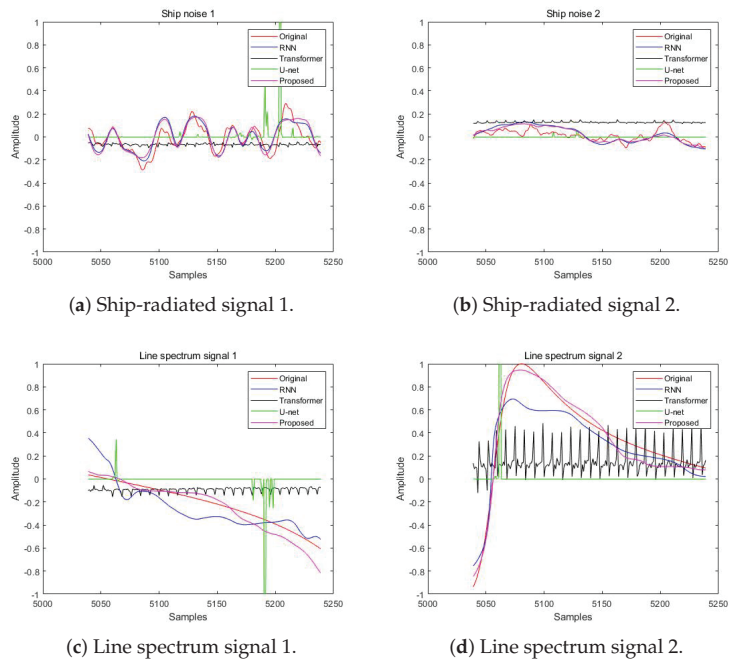 Ship noise 1
1
0.8
0.6
0.4
0.2
0
-0.2
-0.4
-0.6
-0.8
-1
Amplitude
5000
5050
5100
5150
5200
5250
Samples
Original
RNN
Transformer
U-net
Proposed
(a) Ship-radiated signal 1.
Ship noise 2
1
0.8
0.6
0.4
0.2
0
-0.2
-0.4
-0.6
-0.8
-1
Amplitude
5000
5050
5100
5150
5200
5250
Samples
Original
RNN
Transformer
U-net
Proposed
(b) Ship-radiated signal 2.
Line spectrum signal 1
1
0.8
0.6
0.4
0.2
0
-0.2
-0.4
-0.6
-0.8
-1
Amplitude
5000
5050
5100
5150
5200
5250
Samples
Original
RNN
Transformer
U-net
Proposed
(c) Line spectrum signal 1.
Line spectrum signal 2
1
0.8
0.6
0.4
0.2
0
-0.2
-0.4
-0.6
-0.8
-1
Amplitude
5000
5050
5100
5150
5200
5250
Samples
Original
RNN
Transformer
U-net
Proposed
(d) Line spectrum signal 2.